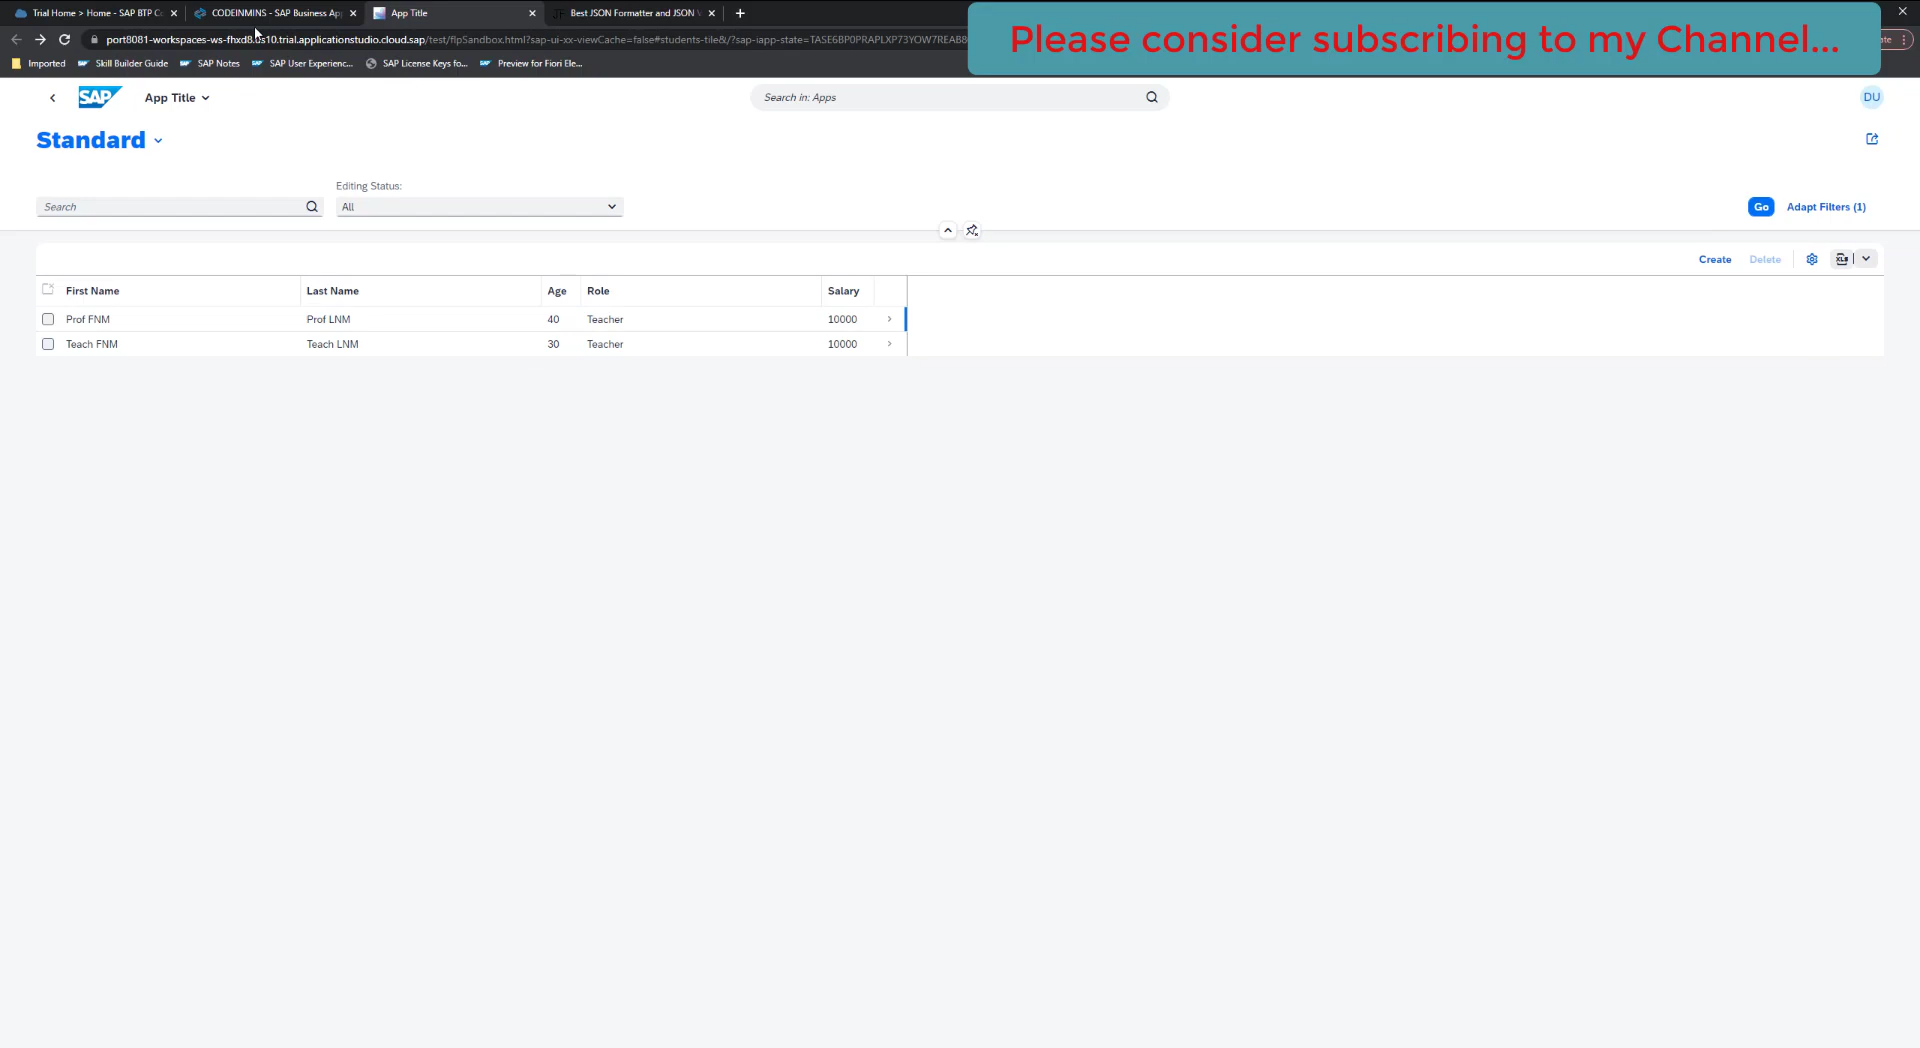 Trial Home > Home - SAP BTP C
CODEINMINS - SAP Business Ap
App Title
Best JSON Formatter and JSON
Please consider subscribing to my Channel...
port8081-workspaces-ws-fhxd8.us10.trial.applicationstudio.cloud.sap/test/flpSandbox.html?sap-ui-xx-viewCache=false#students-tile&/?sap-iapp-state=TASE6BP0PRAPLXP73YOW7REAB8
Imported
Skill Builder Guide
SAP Notes
SAP User Experienc...
SAP License Keys fo...
Preview for Fiori Ele...
SAP
App Title
Search in: Apps
DU
Standard
Editing Status:
Search
All
Go
Adapt Filters (1)
Create
Delete
XLS
First Name Last Name Age Role Salary
Prof FNM Prof LNM 40 Teacher 10000
Teach FNM Teach LNM 30 Teacher 10000